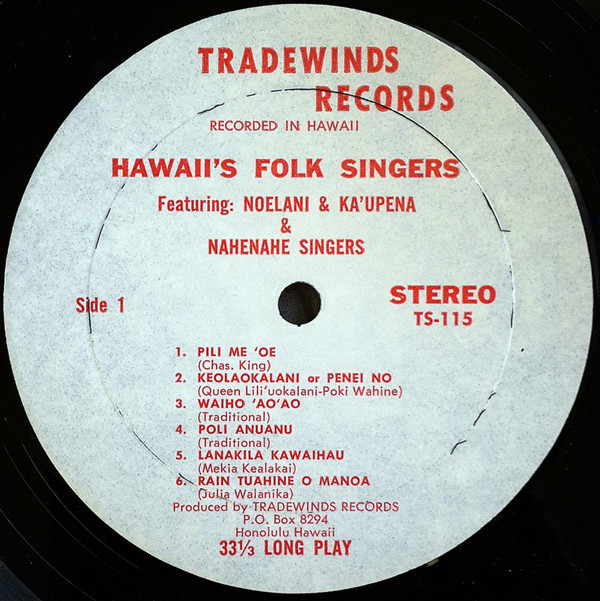 TRADEWINDS
RECORDS
RECORDED IN HAWAII
HAWAII'S FOLK SINGERS
Featuring: NOELANI & KA'UPENA
&
NAHENAHE SINGERS
Side 1
STEREO
TS-115
1. PILI ME 'OE
(Chas. King)
2. KEOLAOKALANI or PENEI NO
(Queen Lili'uokalani-Poki Wahine)
3. WAIHO 'AO'AO
(Traditional)
4. POLI ANUANU
(Traditional)
5. LANAKILA KAWAIHAU
(Mekia Kealakai)
6. RAIN TUAHINE O MANOA
(Julia Walanika)
Produced by TRADEWINDS RECORDS
P.O. Box 8294
Honolulu Hawaii
33⅓ LONG PLAY